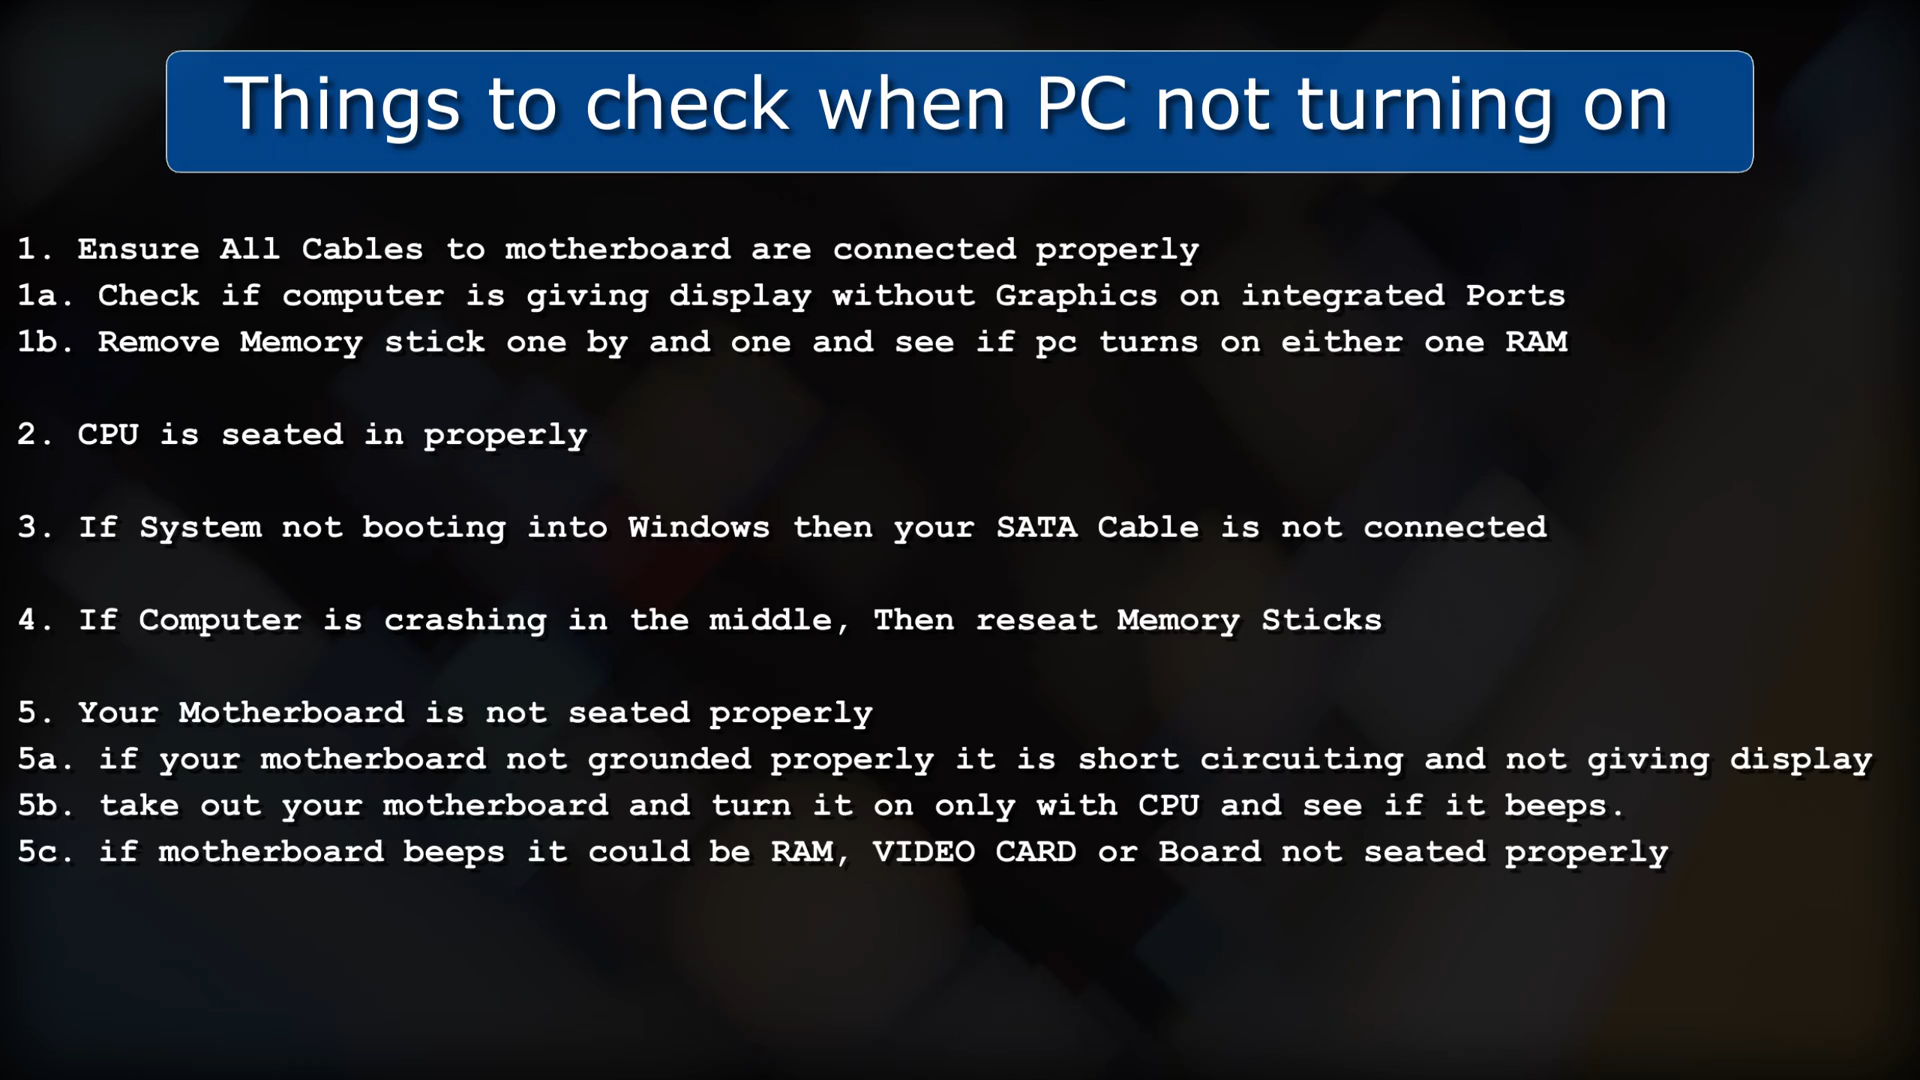 Things to check when PC not turning on
1. Ensure All Cables to motherboard are connected properly
1a. Check if computer is giving display without Graphics on integrated Ports
1b. Remove Memory stick one by and one and see if pc turns on either one RAM
2. CPU is seated in properly
3. If System not booting into Windows then your SATA Cable is not connected
4. If Computer is crashing in the middle, Then reseat Memory Sticks
5. Your Motherboard is not seated properly
5a. if your motherboard not grounded properly it is short circuiting and not giving display
5b. take out your motherboard and turn it on only with CPU and see if it beeps.
5c. if motherboard beeps it could be RAM, VIDEO CARD or Board not seated properly